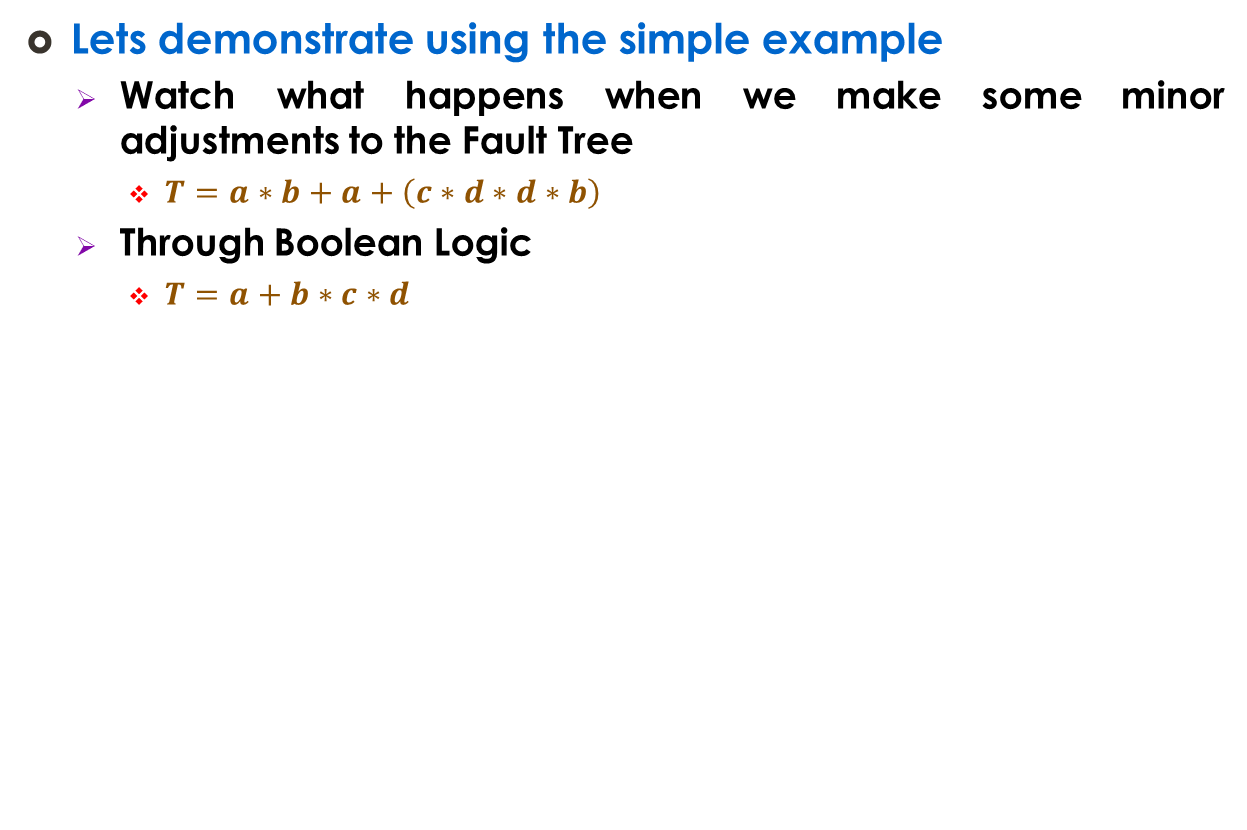 Lets demonstrate using the simple example
Watch what happens when we make some minor
adjustments to the Fault Tree
T = a ∗ b + a + (c ∗ d ∗ d ∗ b)
Through Boolean Logic
T = a + b ∗ c ∗ d